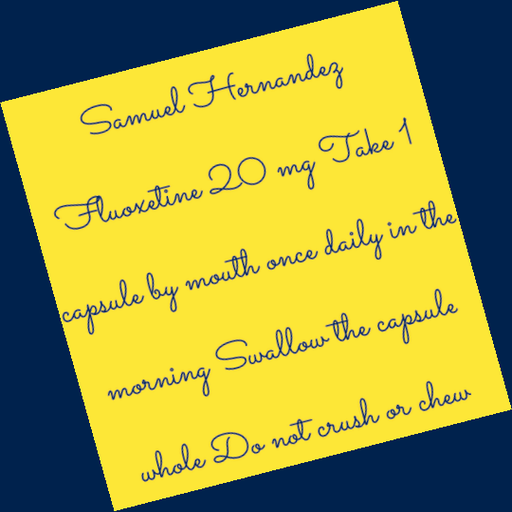 Samuel Hernandez
Fluoxetine 20 mg Take 1
capsule by mouth once daily in the
morning Swallow the capsule
whole Do not crush or chew